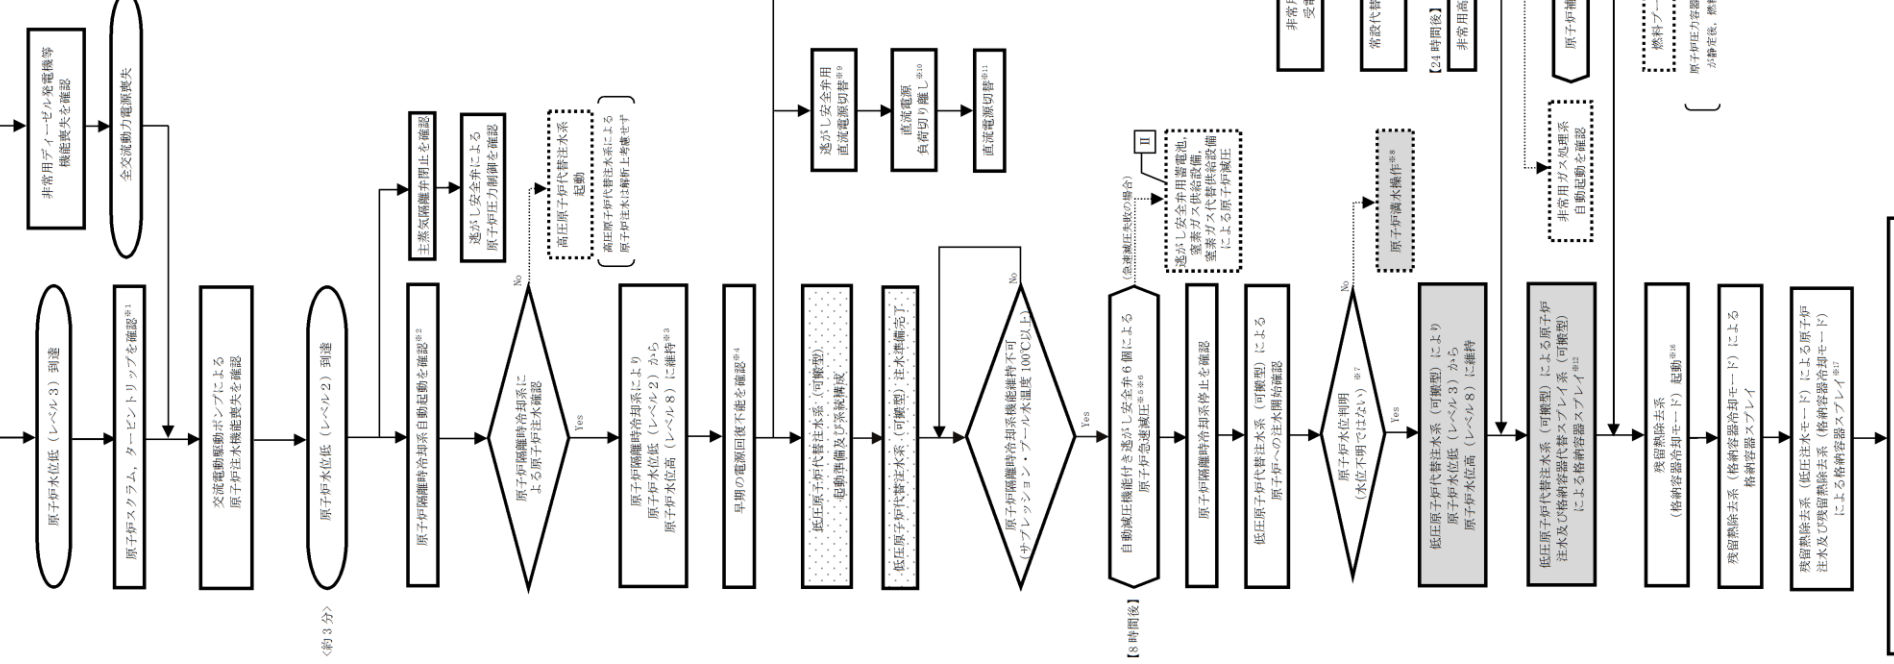 非常用ディーゼル発電機等
機能喪失を確認
全交流動力電源喪失
原子炉水位低（レベル３）到達
原子炉スクラム，タービントリップを確認※1
交流電動駆動ポンプによる
原子炉注水機能喪失を確認
原子炉水位低（レベル２）到達
〈約３分〉
主蒸気隔離弁閉止を確認
逃がし安全弁による
原子炉圧力制御を確認
原子炉隔離時冷却系自動起動を確認※2
原子炉隔離時冷却系に
よる原子炉注水確認
No
Yes
高圧原子炉代替注水系
起動
高圧原子炉代替注水系による
原子炉注水は解析上考慮せず
原子炉隔離時冷却系により
原子炉水位低（レベル２）から
原子炉水位高（レベル８）に維持※3
早期の電源回復不能を確認※4
逃がし安全弁用
直流電源切替※9
直流電源
負荷切り離し※10
直流電源切替※11
低圧原子炉代替注水系（可搬型）
起動準備及び系統構成
低圧原子炉代替注水系（可搬型）注水準備完了
原子炉隔離時冷却系機能維持不可
（サプレッション・プール水温度 100℃以上）
No
Yes
【8 時間後】
自動減圧機能付き逃がし安全弁６個による
原子炉急速減圧※5※6
（急速減圧失敗の場合）
Ⅱ
逃がし安全弁用蓄電池，
窒素ガス供給設備，
窒素ガス代替供給設備
による原子炉減圧
原子炉隔離時冷却系停止を確認
低圧原子炉代替注水系（可搬型）による
原子炉への注水開始確認
原子炉水位判明
（水位不明ではない）※7
No
Yes
原子炉満水操作※8
低圧原子炉代替注水系（可搬型）により
原子炉水位低（レベル３）から
原子炉水位高（レベル８）に維持
低圧原子炉代替注水系（可搬型）による原子炉
注水及び格納容器代替スプレイ系（可搬型）
による格納容器スプレイ※12
非常用
受電
常設代替
【24 時間後】
非常用高
原子炉補
非常用ガス処理系
自動起動を確認
燃料プー
原子炉圧力容器
が静定後，燃料
残留熱除去系
（格納容器冷却モード）起動※16
残留熱除去系（格納容器冷却モード）による
格納容器スプレイ
残留熱除去系（低圧注水モード）による原子炉
注水及び残留熱除去系（格納容器冷却モード）
による格納容器スプレイ※17